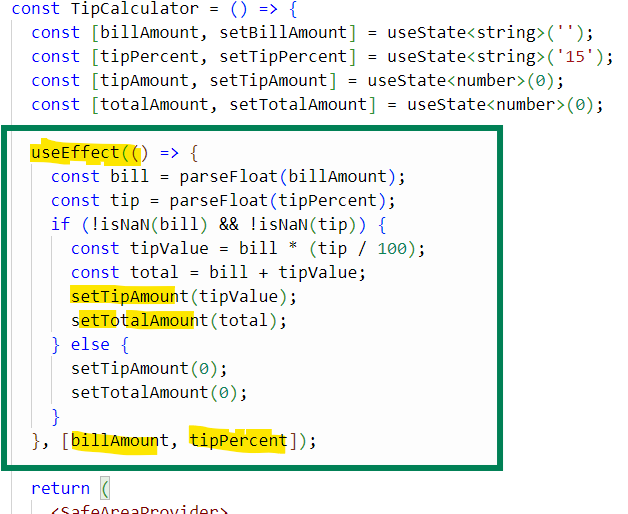 const TipCalculator = () => {
const [billAmount, setBillAmount] = useState<string>('');
const [tipPercent, setTipPercent] = useState<string>('15');
const [tipAmount, setTipAmount] = useState<number>(0);
const [totalAmount, setTotalAmount] = useState<number>(0);
useEffect(() => {
const bill = parseFloat(billAmount);
const tip = parseFloat(tipPercent);
if (!isNaN(bill) && !isNaN(tip)) {
const tipValue = bill * (tip / 100);
const total = bill + tipValue;
setTipAmount(tipValue);
setTotalAmount(total);
} else {
setTipAmount(0);
setTotalAmount(0);
}
}, [billAmount, tipPercent]);
return (
<SafeAreaProvider>